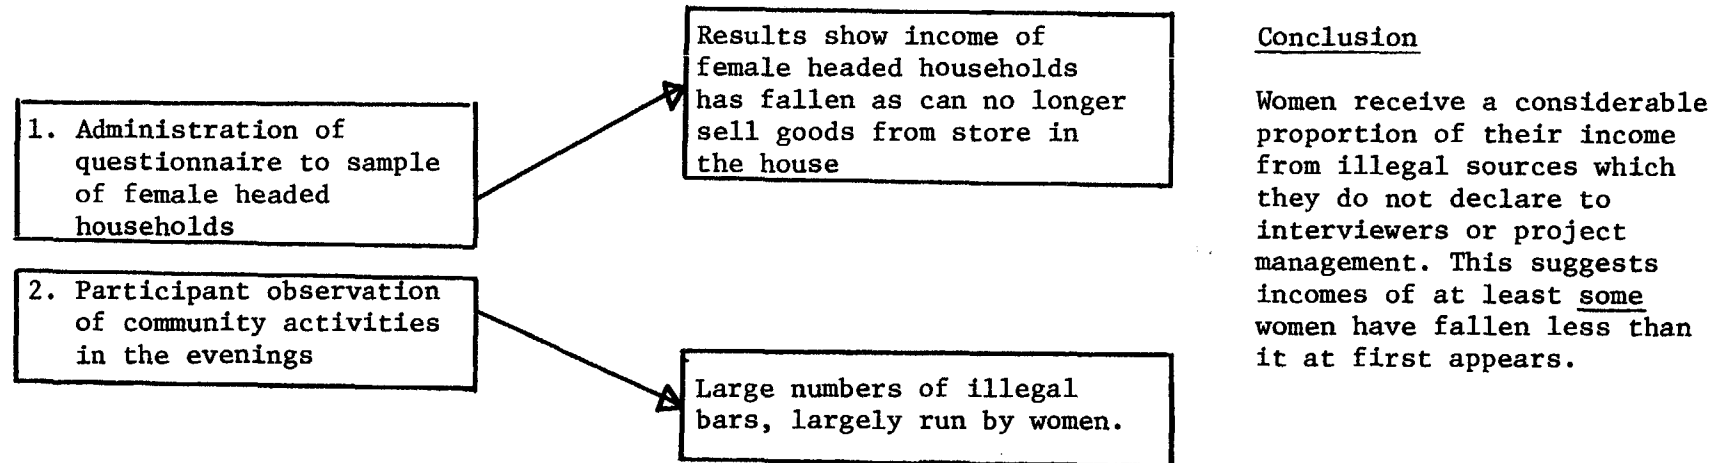 1. Administration of
questionnaire to sample
of female headed
households
Results show income of
female headed households
has fallen as can no longer
sell goods from store in
the house
2. Participant observation
of community activities
in the evenings
Large numbers of illegal
bars, largely run by women.
Conclusion
Women receive a considerable
proportion of their income
from illegal sources which
they do not declare to
interviewers or project
management. This suggests
incomes of at least some
women have fallen less than
it at first appears.